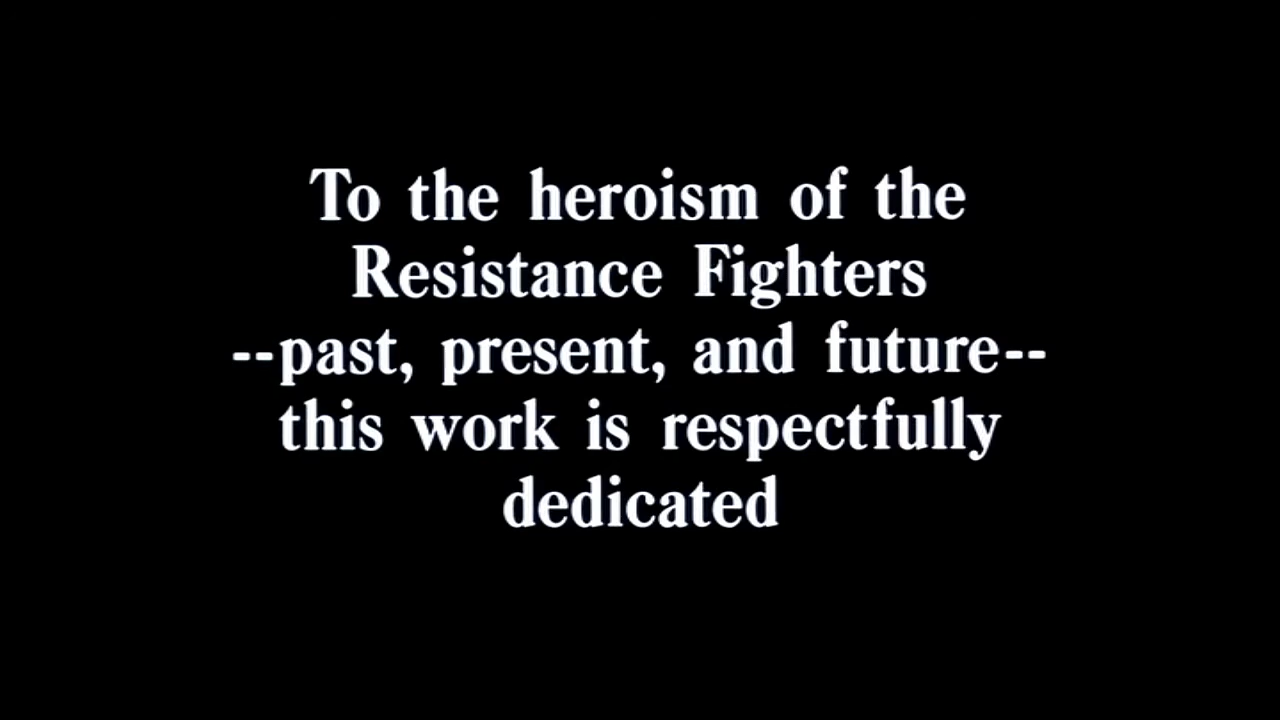 To the heroism of the
Resistance Fighters
--past, present, and future--
this work is respectfully
dedicated